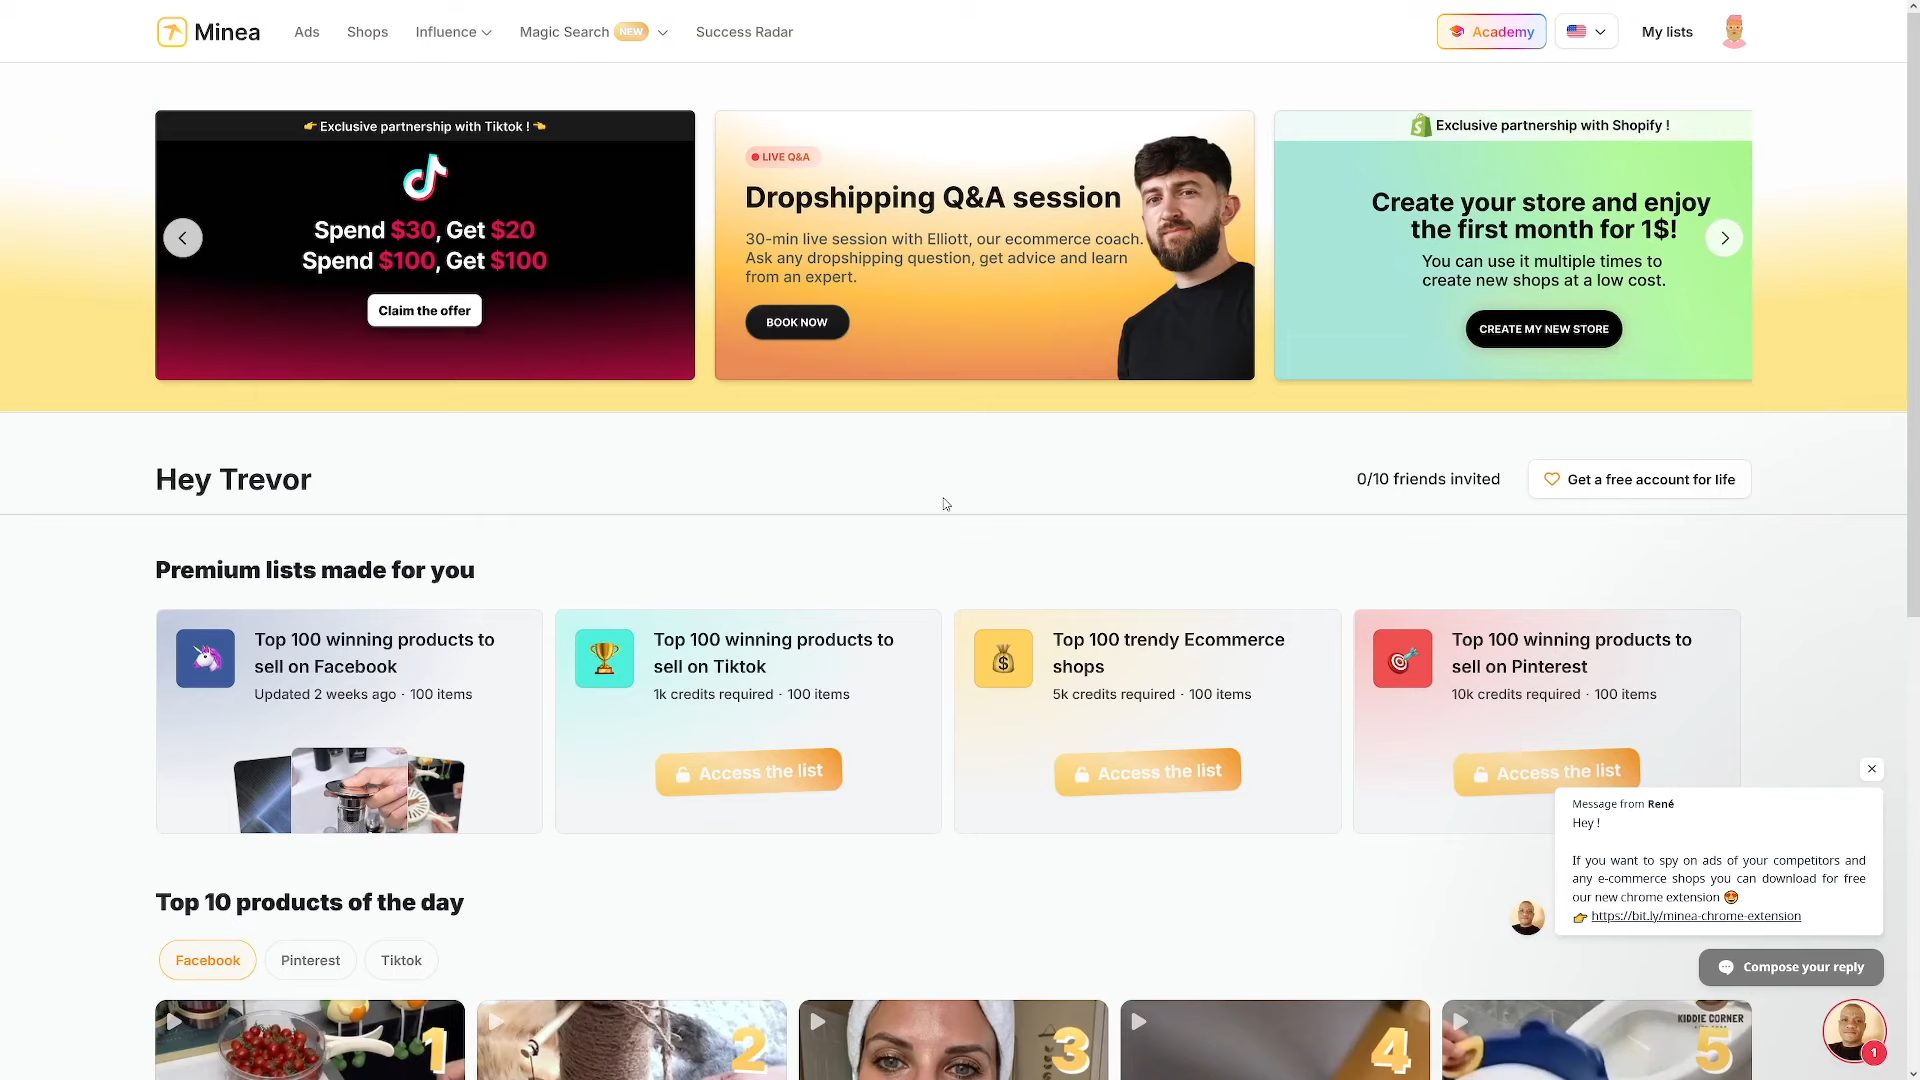 Minea
Ads
Shops
Influence
Magic Search NEW
Success Radar
Academy
My lists
Exclusive partnership with Tiktok !
Spend $30, Get $20
Spend $100, Get $100
Claim the offer
LIVE Q&A
Dropshipping Q&A session
30-min live session with Elliott, our ecommerce coach.
Ask any dropshipping question, get advice and learn
from an expert.
BOOK NOW
Exclusive partnership with Shopify !
Create your store and enjoy
the first month for 1$!
You can use it multiple times to
create new shops at a low cost.
CREATE MY NEW STORE
Hey Trevor
0/10 friends invited
Get a free account for life
Premium lists made for you
Top 100 winning products to
sell on Facebook
Updated 2 weeks ago · 100 items
Top 100 winning products to
sell on Tiktok
1k credits required · 100 items
Access the list
Top 100 trendy Ecommerce
shops
5k credits required · 100 items
Access the list
Top 100 winning products to
sell on Pinterest
10k credits required · 100 items
Access the list
Message from René
Hey !
If you want to spy on ads of your competitors and
any e-commerce shops you can download for free
our new chrome extension 😍
👉 https://bit.ly/minea-chrome-extension
Compose your reply
1
Top 10 products of the day
Facebook
Pinterest
Tiktok
1
2
3
4
KIDDIE CORNER
5